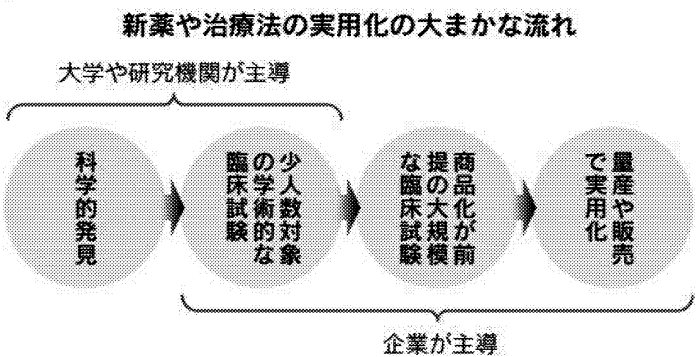 新薬や治療法の実用化の大まかな流れ
大学や研究機関が主導
科学的発見
少人数対象
の学術的な
臨床試験
商品化が前
提の大規模
な臨床試験
量産や販売
で実用化
企業が主導